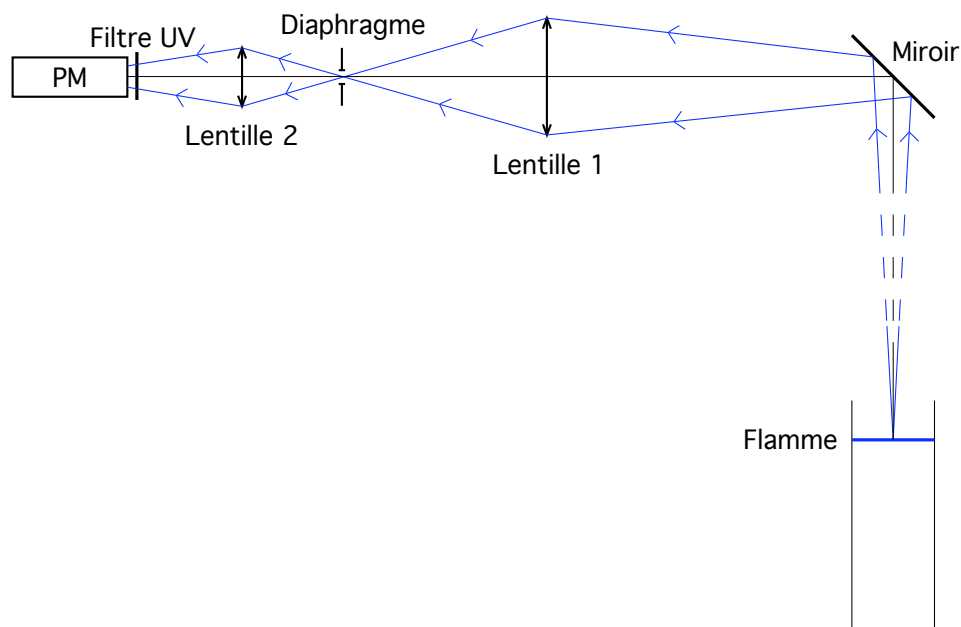 Diaphragme
Filtre UV
Miroir
PM
Lentille 2
Lentille 1
Flamme